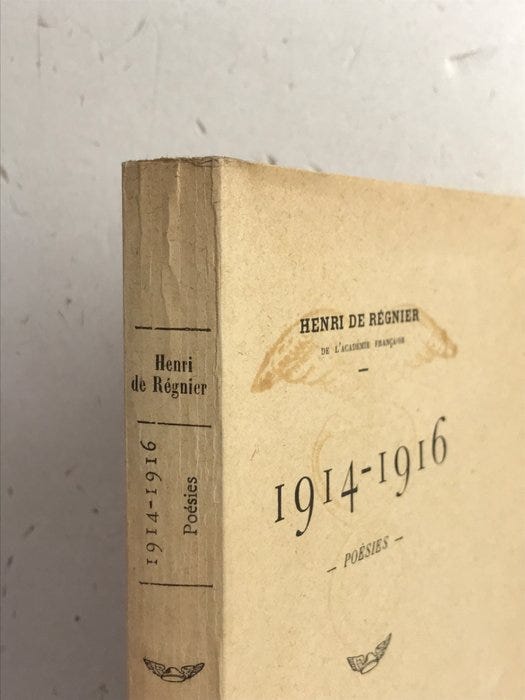 Henri
de Régnier
1914-1916
Poésies
HENRI DE RÉGNIER
DE L'ACADÉMIE FRANÇAISE
1914-1916
— POÉSIES —